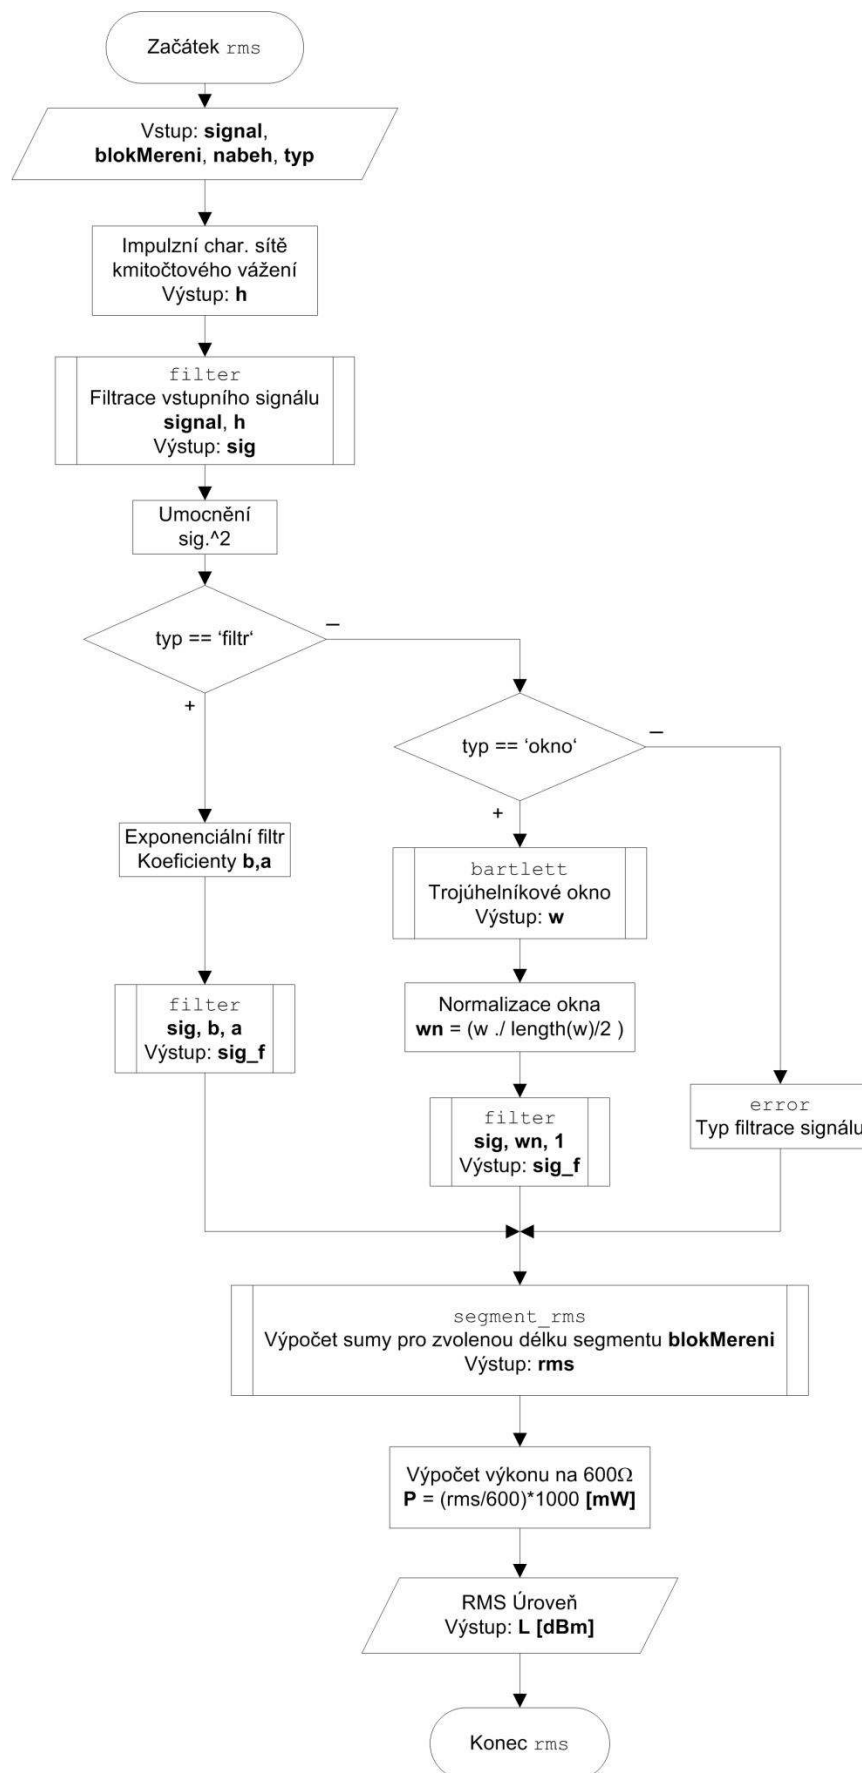 Začátek rms
Vstup: signal,
blokMereni, nabeh, typ
Impulzní char. sítě
kmitočtového vážení
Výstup: h
filter
Filtrace vstupního signálu
signal, h
Výstup: sig
Umocnění
sig.^2
typ == ‘filtr‘
–
+
typ == ‘okno‘
–
+
Exponenciální filtr
Koeficienty b,a
bartlett
Trojúhelníkové okno
Výstup: w
filter
sig, b, a
Výstup: sig_f
Normalizace okna
wn = (w ./ length(w)/2 )
filter
sig, wn, 1
Výstup: sig_f
error
Typ filtrace signálu
segment_rms
Výpočet sumy pro zvolenou délku segmentu blokMereni
Výstup: rms
Výpočet výkonu na 600Ω
P = (rms/600)*1000 [mW]
RMS Úroveň
Výstup: L [dBm]
Konec rms